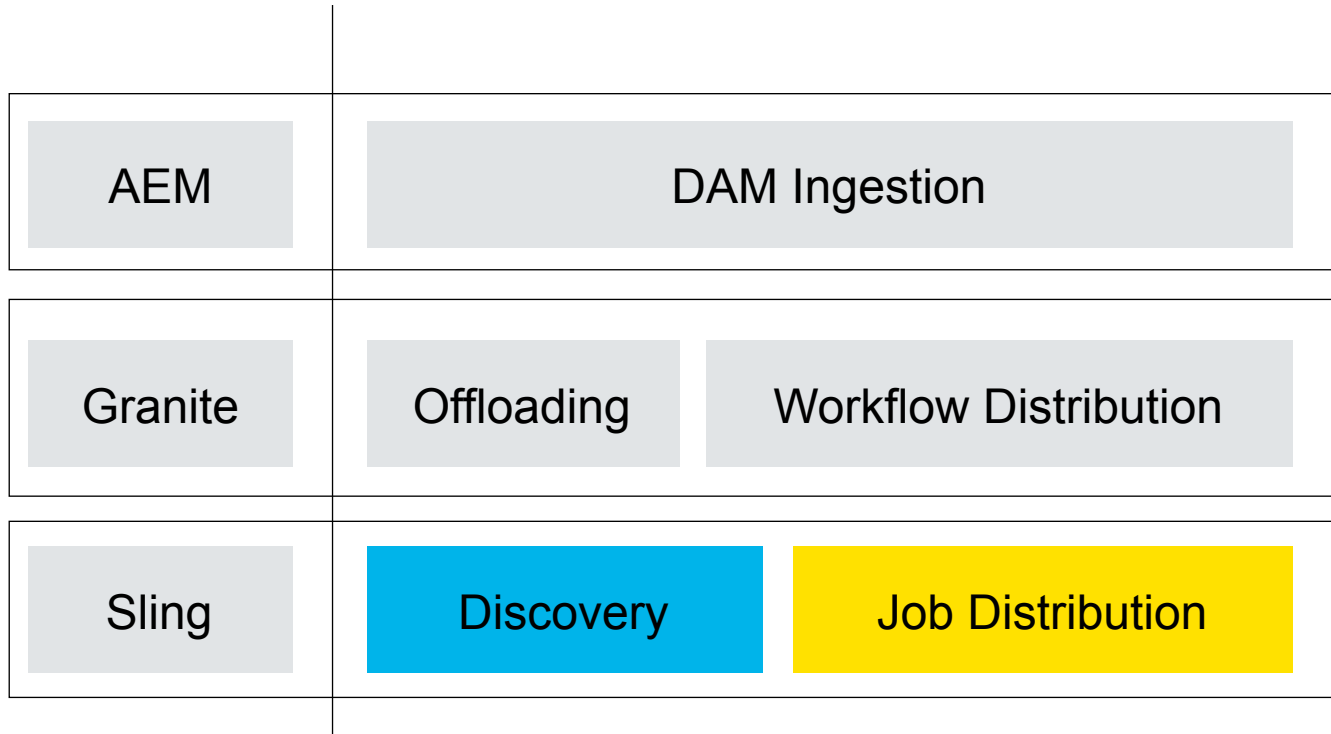 AEM
DAM Ingestion
Granite
Offloading
Workflow Distribution
Sling
Discovery
Job Distribution